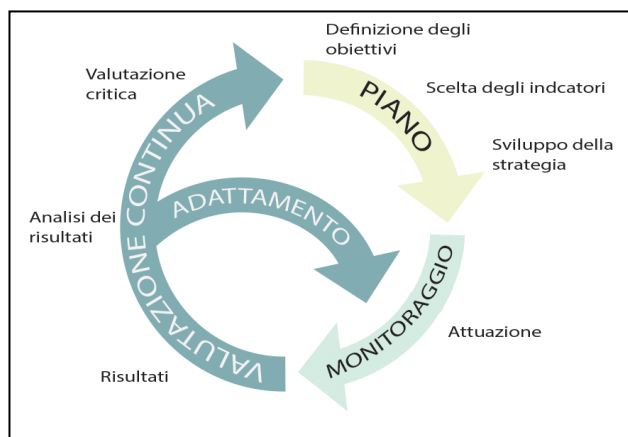 Definizione degli
obiettivi
Valutazione
critica
PIANO
Scelta degli indcatori
Sviluppo della
strategia
VALUTAZIONE CONTINUA
ADATTAMENTO
Analisi dei
risultati
MONITORAGGIO
Attuazione
Risultati